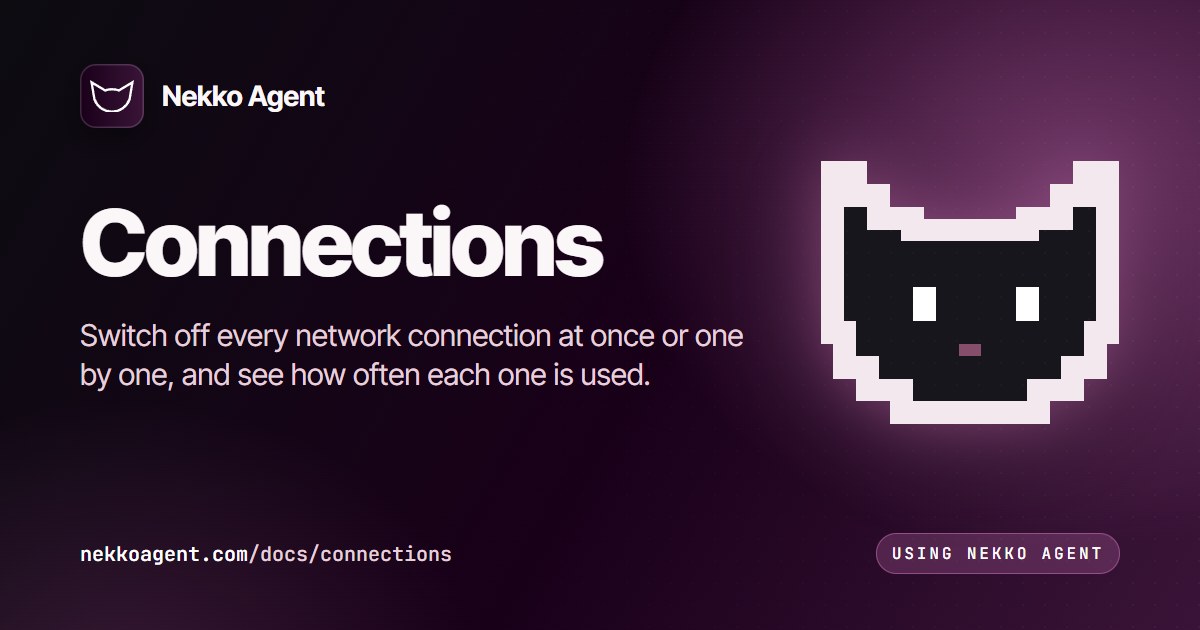 Nekko Agent
Connections
Switch off every network connection at once or one
by one, and see how often each one is used.
nekkoagent.com/docs/connections
USING NEKKO AGENT